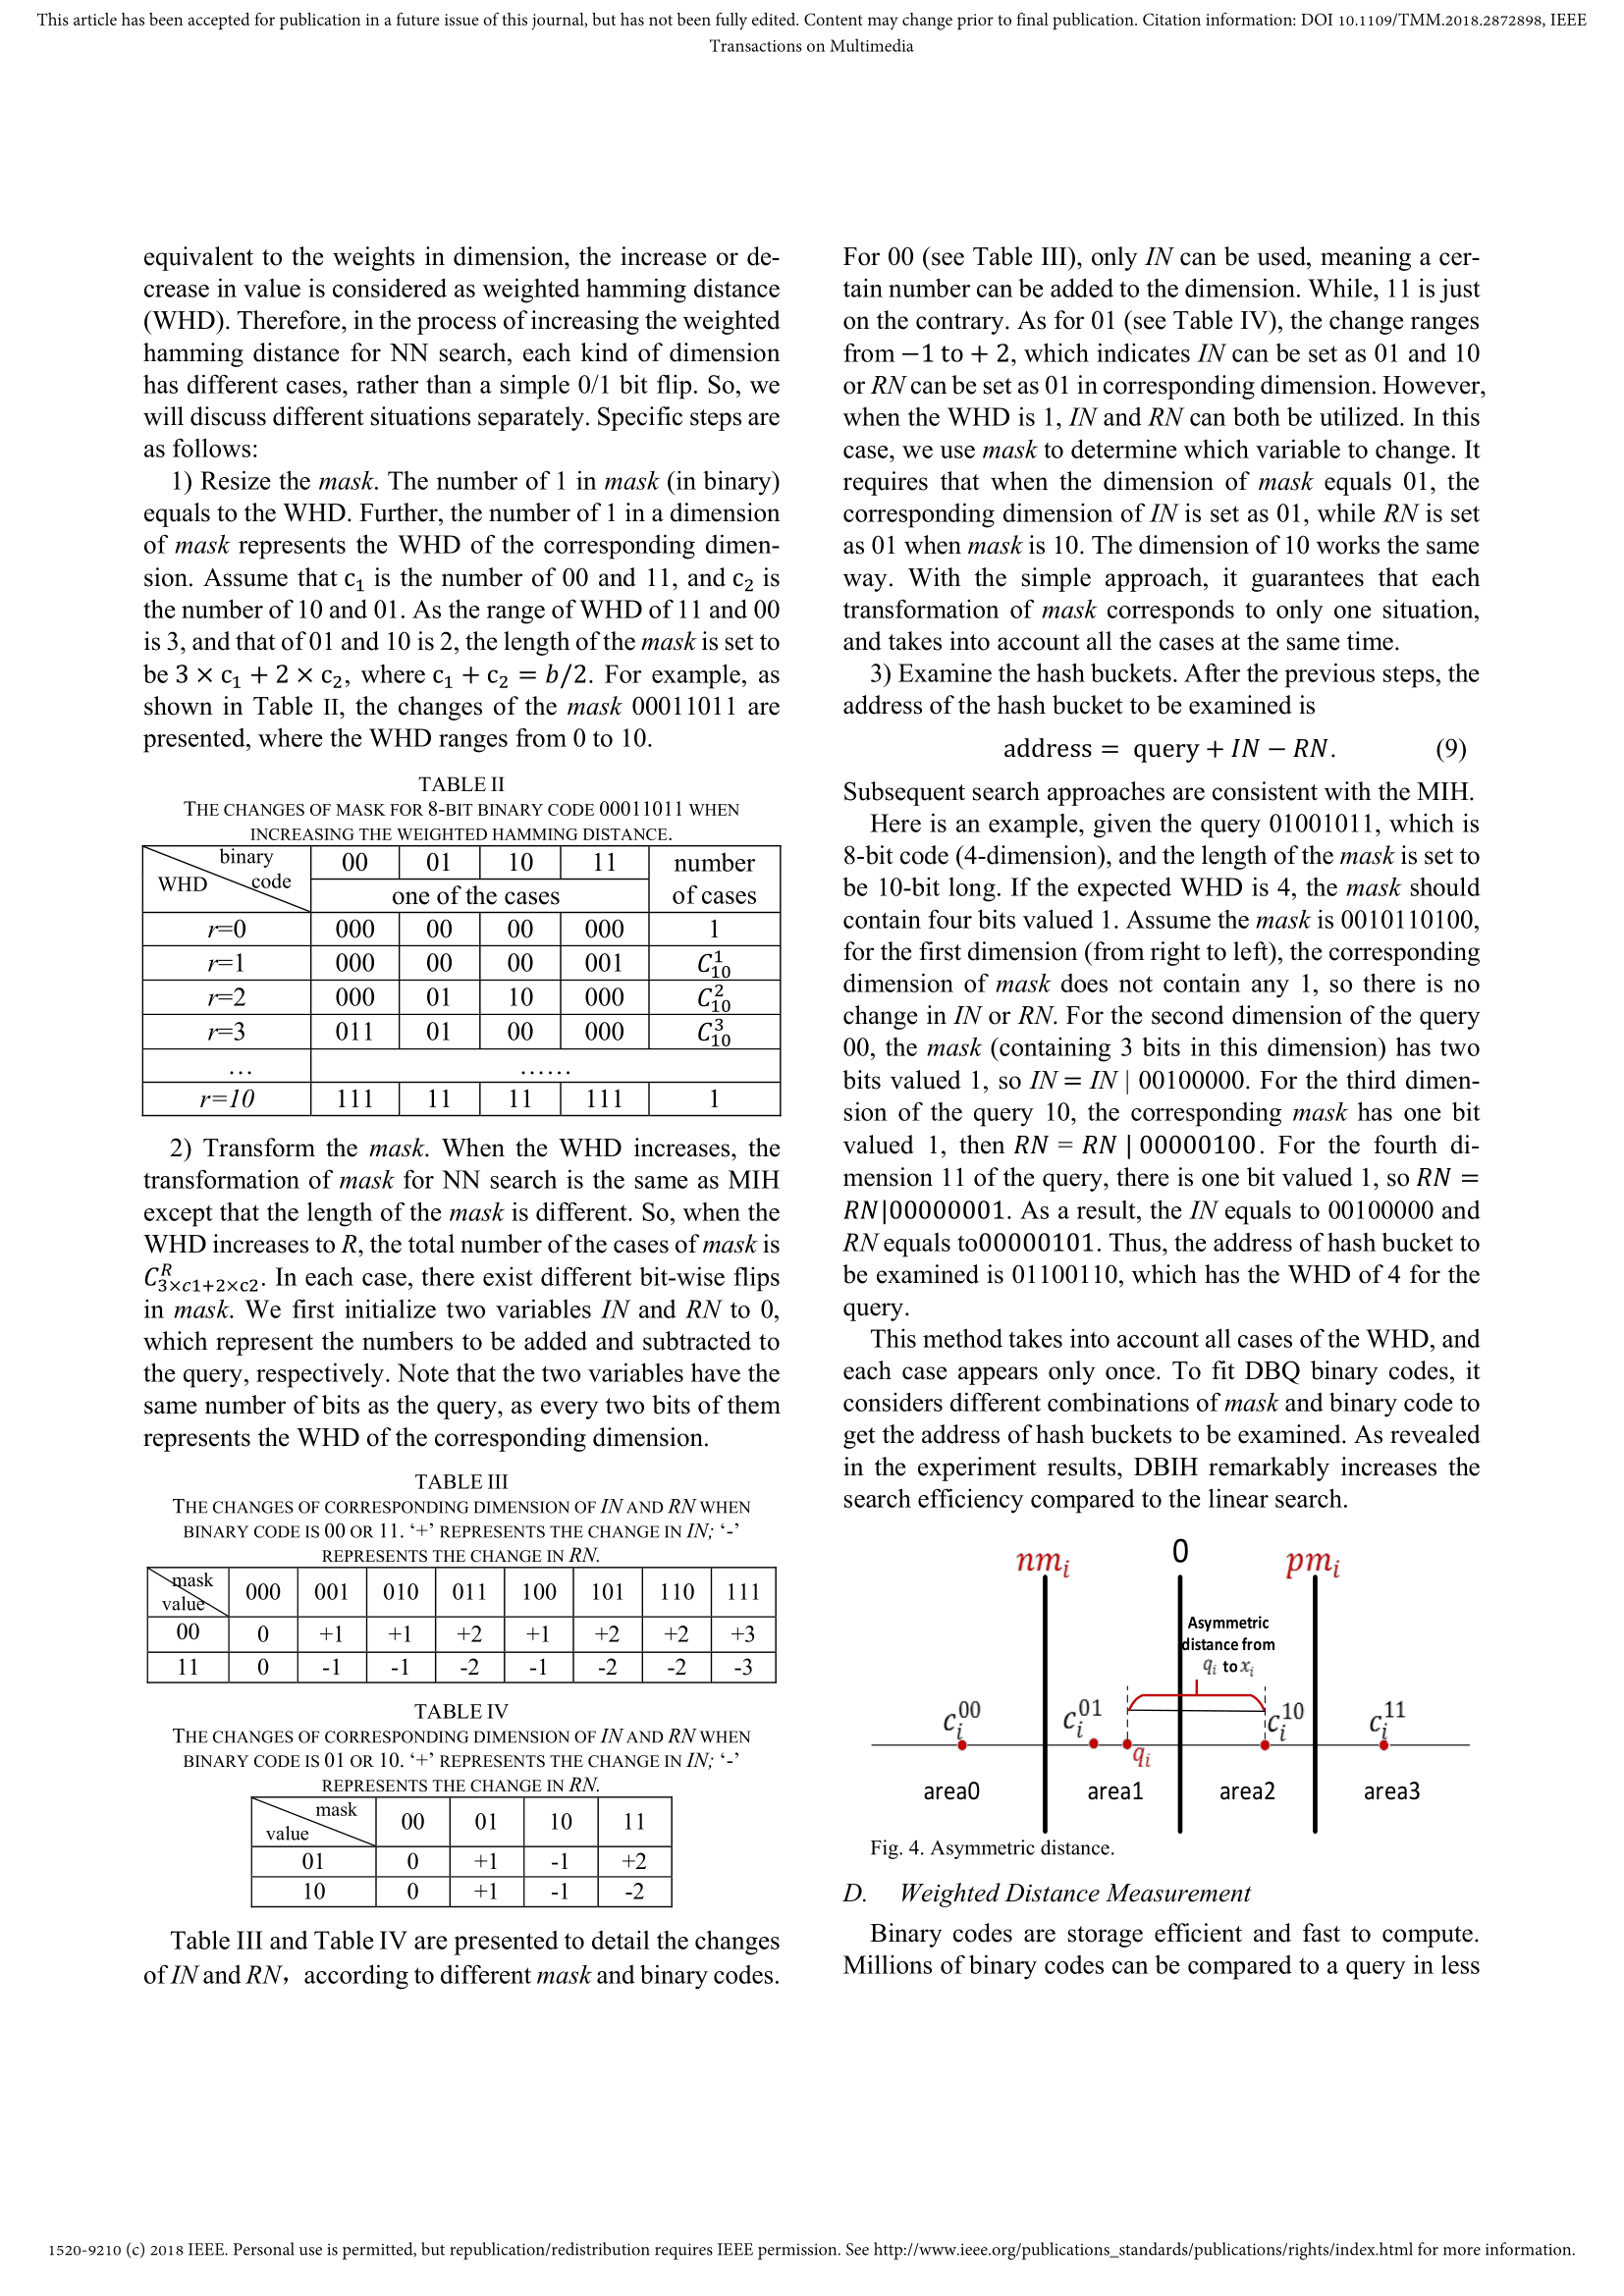 This article has been accepted for publication in a future issue of this journal, but has not been fully edited. Content may change prior to final publication. Citation information: DOI 10.1109/TMM.2018.2872898, IEEE
Transactions on Multimedia
equivalent to the weights in dimension, the increase or de-
crease in value is considered as weighted hamming distance
(WHD). Therefore, in the process of increasing the weighted
hamming distance for NN search, each kind of dimension
has different cases, rather than a simple 0/1 bit flip. So, we
will discuss different situations separately. Specific steps are
as follows:
1) Resize the mask. The number of 1 in mask (in binary)
equals to the WHD. Further, the number of 1 in a dimension
of mask represents the WHD of the corresponding dimen-
sion. Assume that c₁ is the number of 00 and 11, and c₂ is
the number of 10 and 01. As the range of WHD of 11 and 00
is 3, and that of 01 and 10 is 2, the length of the mask is set to
be 3 × c₁ + 2 × c₂, where c₁ + c₂ = b/2. For example, as
shown in Table II, the changes of the mask 00011011 are
presented, where the WHD ranges from 0 to 10.
TABLE II
THE CHANGES OF MASK FOR 8-BIT BINARY CODE 00011011 WHEN
INCREASING THE WEIGHTED HAMMING DISTANCE.
binary code WHD 00 01 10 11 number of cases
one of the cases
r=0 000 00 00 000 1
r=1 000 00 00 001 C₁₀¹
r=2 000 01 10 000 C₁₀²
r=3 011 01 00 000 C₁₀³
… ……
r=10 111 11 11 111 1
2) Transform the mask. When the WHD increases, the
transformation of mask for NN search is the same as MIH
except that the length of the mask is different. So, when the
WHD increases to R, the total number of the cases of mask is
C^R_3×c1+2×c2. In each case, there exist different bit-wise flips
in mask. We first initialize two variables IN and RN to 0,
which represent the numbers to be added and subtracted to
the query, respectively. Note that the two variables have the
same number of bits as the query, as every two bits of them
represents the WHD of the corresponding dimension.
TABLE III
THE CHANGES OF CORRESPONDING DIMENSION OF IN AND RN WHEN
BINARY CODE IS 00 OR 11. ‘+’ REPRESENTS THE CHANGE IN IN; ‘-’
REPRESENTS THE CHANGE IN RN.
mask value 000 001 010 011 100 101 110 111
00 0 +1 +1 +2 +1 +2 +2 +3
11 0 -1 -1 -2 -1 -2 -2 -3
TABLE IV
THE CHANGES OF CORRESPONDING DIMENSION OF IN AND RN WHEN
BINARY CODE IS 01 OR 10. ‘+’ REPRESENTS THE CHANGE IN IN; ‘-’
REPRESENTS THE CHANGE IN RN.
mask value 00 01 10 11
01 0 +1 -1 +2
10 0 +1 -1 -2
Table III and Table IV are presented to detail the changes
of IN and RN，according to different mask and binary codes.
For 00 (see Table III), only IN can be used, meaning a cer-
tain number can be added to the dimension. While, 11 is just
on the contrary. As for 01 (see Table IV), the change ranges
from −1 to + 2, which indicates IN can be set as 01 and 10
or RN can be set as 01 in corresponding dimension. However,
when the WHD is 1, IN and RN can both be utilized. In this
case, we use mask to determine which variable to change. It
requires that when the dimension of mask equals 01, the
corresponding dimension of IN is set as 01, while RN is set
as 01 when mask is 10. The dimension of 10 works the same
way. With the simple approach, it guarantees that each
transformation of mask corresponds to only one situation,
and takes into account all the cases at the same time.
3) Examine the hash buckets. After the previous steps, the
address of the hash bucket to be examined is
address = query + IN − RN. (9)
Subsequent search approaches are consistent with the MIH.
Here is an example, given the query 01001011, which is
8-bit code (4-dimension), and the length of the mask is set to
be 10-bit long. If the expected WHD is 4, the mask should
contain four bits valued 1. Assume the mask is 0010110100,
for the first dimension (from right to left), the corresponding
dimension of mask does not contain any 1, so there is no
change in IN or RN. For the second dimension of the query
00, the mask (containing 3 bits in this dimension) has two
bits valued 1, so IN = IN | 00100000. For the third dimen-
sion of the query 10, the corresponding mask has one bit
valued 1, then RN = RN | 00000100. For the fourth di-
mension 11 of the query, there is one bit valued 1, so RN =
RN|00000001. As a result, the IN equals to 00100000 and
RN equals to00000101. Thus, the address of hash bucket to
be examined is 01100110, which has the WHD of 4 for the
query.
This method takes into account all cases of the WHD, and
each case appears only once. To fit DBQ binary codes, it
considers different combinations of mask and binary code to
get the address of hash buckets to be examined. As revealed
in the experiment results, DBIH remarkably increases the
search efficiency compared to the linear search.
nmᵢ 0 pmᵢ
Asymmetric
distance from
qᵢ to xᵢ
cᵢ⁰⁰ cᵢ⁰¹ cᵢ¹⁰ cᵢ¹¹
qᵢ
area0 area1 area2 area3
Fig. 4. Asymmetric distance.
D. Weighted Distance Measurement
Binary codes are storage efficient and fast to compute.
Millions of binary codes can be compared to a query in less
1520-9210 (c) 2018 IEEE. Personal use is permitted, but republication/redistribution requires IEEE permission. See http://www.ieee.org/publications_standards/publications/rights/index.html for more information.